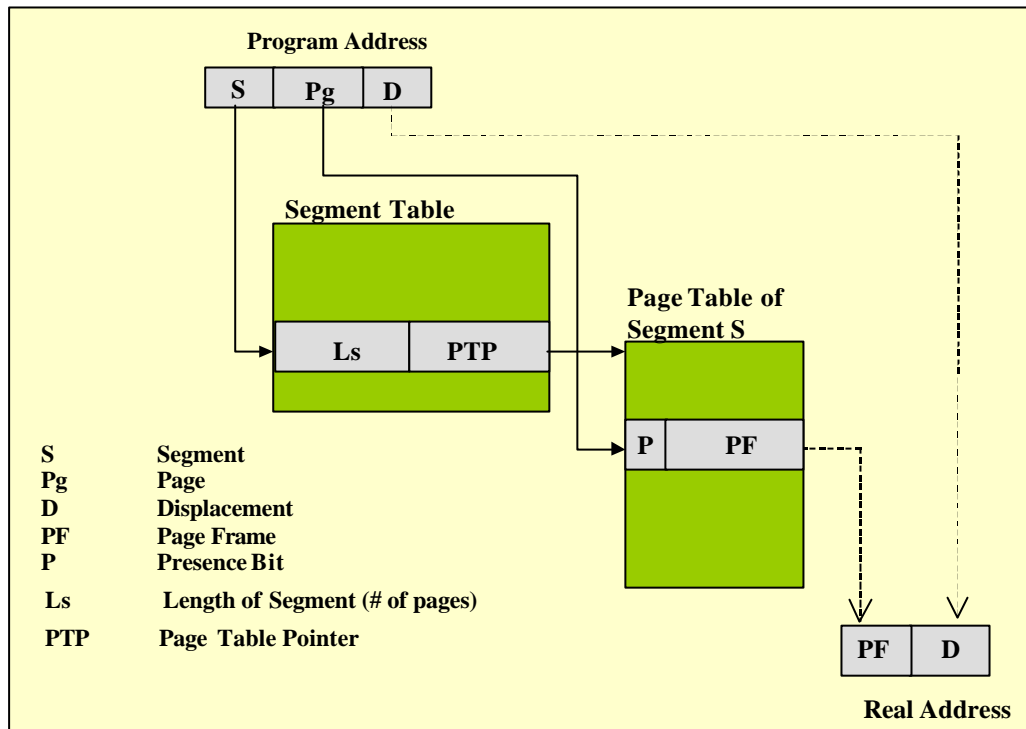 Program Address
S Pg D
Segment Table
Ls PTP
Page Table of
Segment S
P PF
S Segment
Pg Page
D Displacement
PF Page Frame
P Presence Bit
Ls Length of Segment (# of pages)
PTP Page Table Pointer
PF D
Real Address